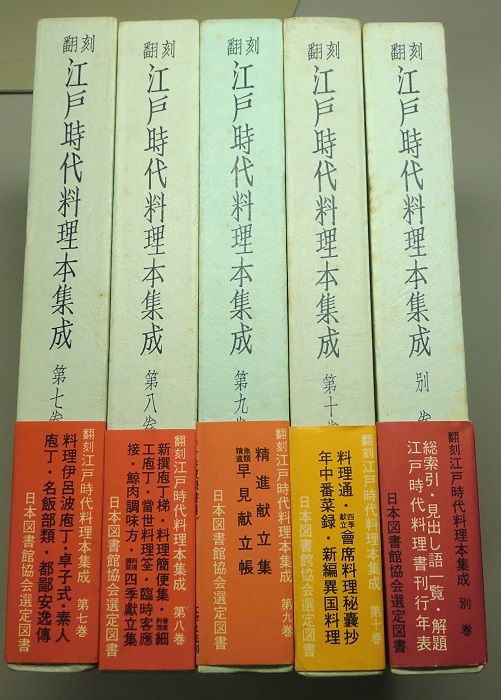 翻刻
江戸時代料理本集成
第七巻
翻刻江戸時代料理本集成 第七巻
料理伊呂波庖丁・卓子式・素人
庖丁・名飯部類・都鄙安逸傳
日本図書館協会選定図書
翻刻
江戸時代料理本集成
第八巻
翻刻江戸時代料理本集成 第八巻
新撰庖丁梯・料理簡便集・會席料理細
工庖丁・當世料理筌・臨時客應
接・鯨肉調味方・料理調菜四季献立集
日本図書館協会選定図書
翻刻
江戸時代料理本集成
第九巻
翻刻江戸時代料理本集成 第九巻
精進献立集
魚類精進早見献立帳
日本図書館協会選定図書
翻刻
江戸時代料理本集成
第十巻
翻刻江戸時代料理本集成 第十巻
料理通・四季献立會席料理秘嚢抄
年中番菜録・新編異国料理
日本図書館協会選定図書
翻刻
江戸時代料理本集成
別巻
翻刻江戸時代料理本集成 別巻
総索引・見出し語一覧・解題
江戸時代料理書刊行年表
日本図書館協会選定図書